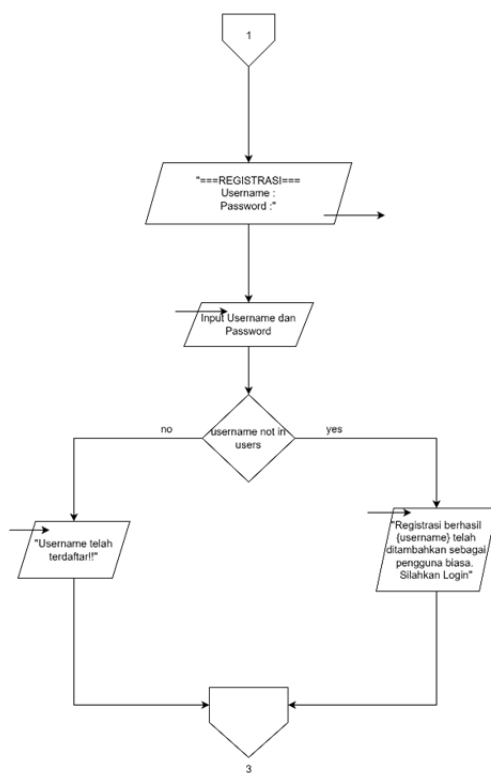 1
"===REGISTRASI===
Username :
Password :"
Input Username dan
Password
username not in
users
no
yes
"Username telah
terdaftar!!"
"Registrasi berhasil
{username} telah
ditambahkan sebagai
pengguna biasa.
Silahkan Login"
3